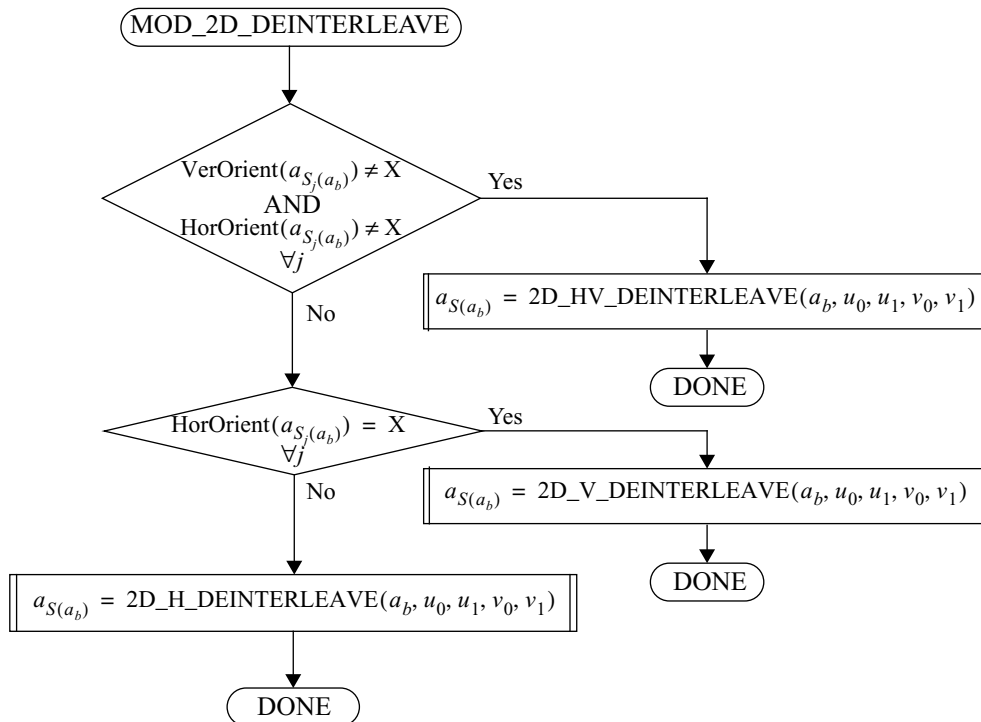 MOD_2D_DEINTERLEAVE
VerOrient(a_{S_j(a_b)}) ≠ X
AND
HorOrient(a_{S_j(a_b)}) ≠ X
∀j
Yes
a_{S(a_b)} = 2D_HV_DEINTERLEAVE(a_b, u_0, u_1, v_0, v_1)
No
DONE
HorOrient(a_{S_j(a_b)}) = X
∀j
Yes
No
a_{S(a_b)} = 2D_V_DEINTERLEAVE(a_b, u_0, u_1, v_0, v_1)
DONE
a_{S(a_b)} = 2D_H_DEINTERLEAVE(a_b, u_0, u_1, v_0, v_1)
DONE